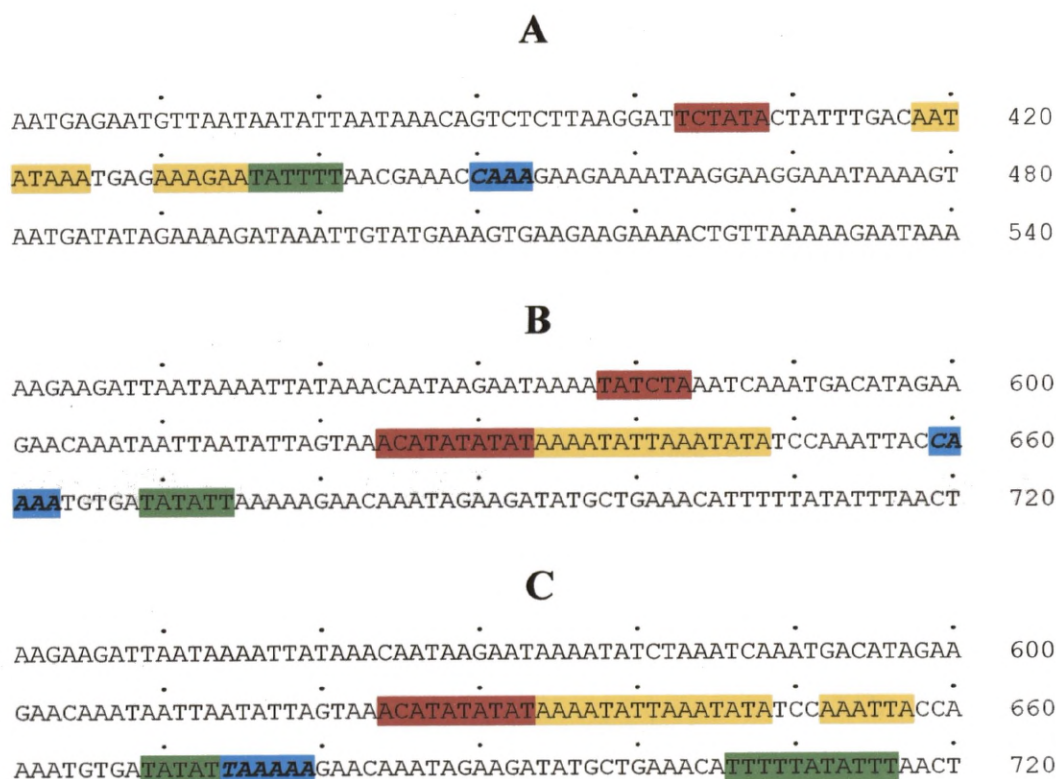 A
AATGAGAATGTTAATAATATTAATAAACAGTCTCTTAAGGATTCTATACTATTTGACAAT 420
ATAAATGAGAAAGAATATTTTAACGAAACCAAAGAAGAAAATAAGGAAGGAAATAAAAGT 480
AATGATATAGAAAAGATAAATTGTATGAAAGTGAAGAAGAAAACTGTTAAAAAGAATAAA 540
B
AAGAAGATTAATAAAATTATAAACAATAAGAATAAAATATCTAAATCAAATGACATAGAA 600
GAACAAATAATTAATATTAGTAAACATATATATAAAATATTAAATATATCCAAATTACCA 660
AAATGTGATATATTAAAAAGAACAAATAGAAGATATGCTGAAACATTTTTATATTTAACT 720
C
AAGAAGATTAATAAAATTATAAACAATAAGAATAAAATATCTAAATCAAATGACATAGAA 600
GAACAAATAATTAATATTAGTAAACATATATATAAAATATTAAATATATCCAAATTACCA 660
AAATGTGATATATTAAAAAGAACAAATAGAAGATATGCTGAAACATTTTTATATTTAACT 720